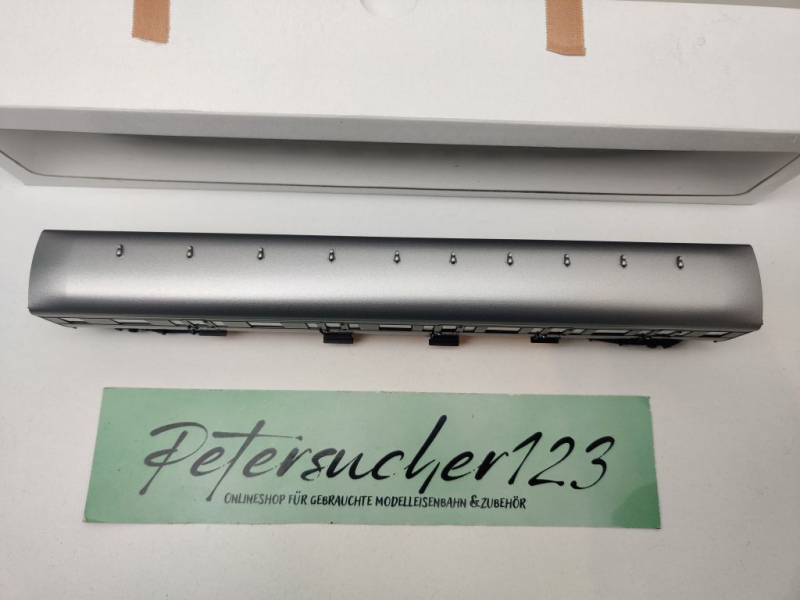 Petersucher123
ONLINESHOP FÜR GEBRAUCHTE MODELLEISENBAHN & ZUBEHÖR